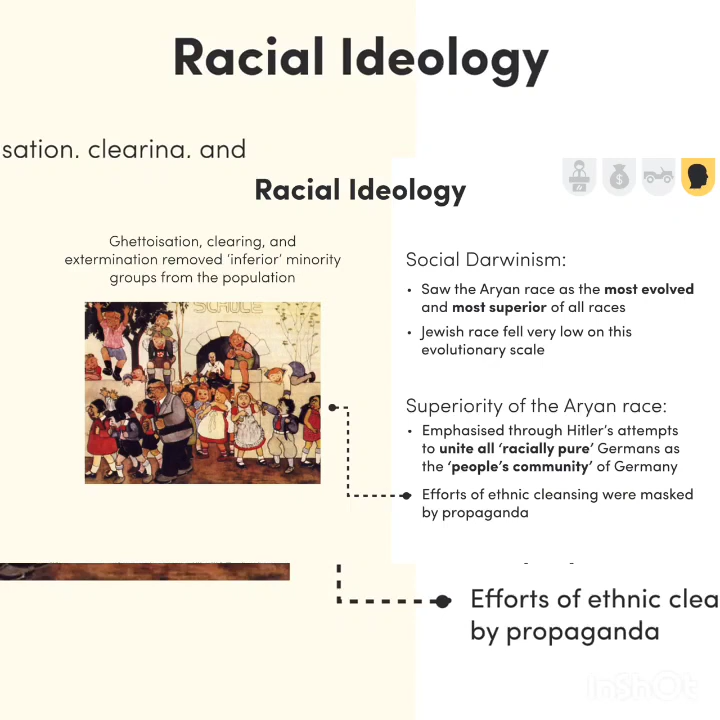 Racial Ideology
sation, clearing, and
Racial Ideology
$
Ghettoisation, clearing, and
extermination removed ‘inferior’ minority
groups from the population
SCHULE
Social Darwinism:
• Saw the Aryan race as the most evolved
and most superior of all races
• Jewish race fell very low on this
evolutionary scale
Superiority of the Aryan race:
• Emphasised through Hitler’s attempts
to unite all ‘racially pure’ Germans as
the ‘people’s community’ of Germany
Efforts of ethnic cleansing were masked
by propaganda
Efforts of ethnic clea
by propaganda
InShOt